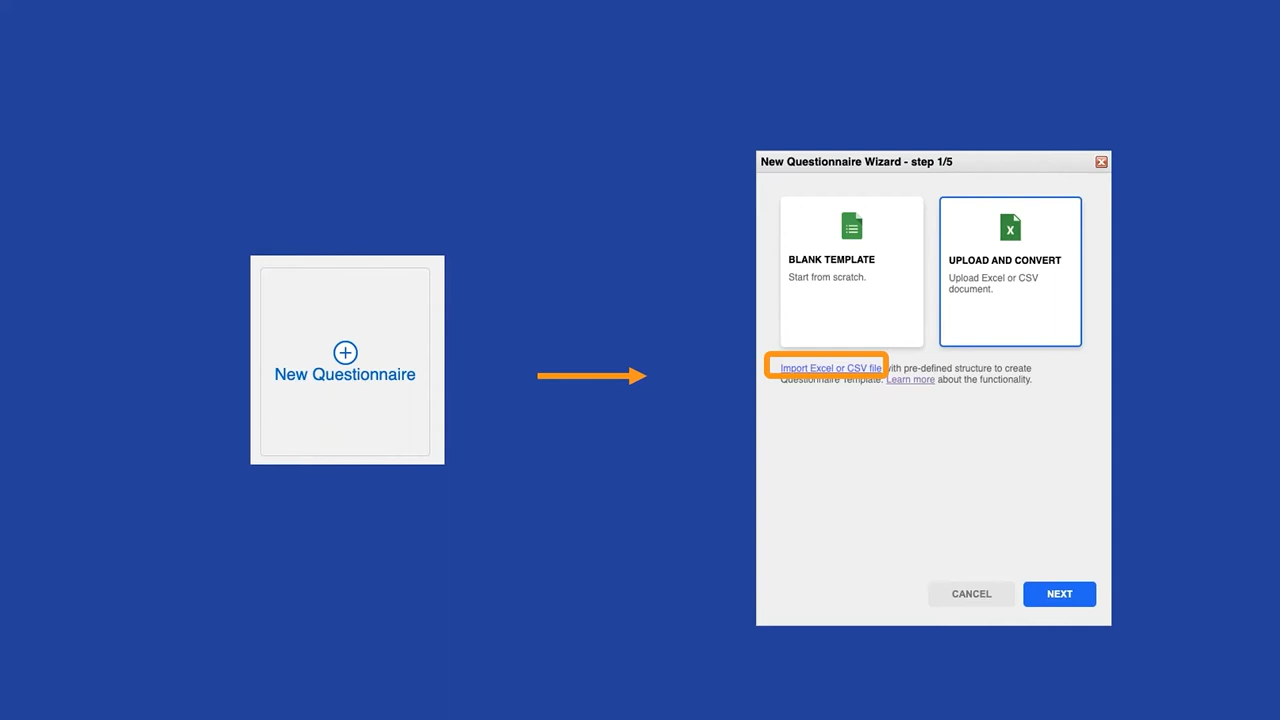 New Questionnaire
New Questionnaire Wizard - step 1/5
BLANK TEMPLATE
Start from scratch.
UPLOAD AND CONVERT
Upload Excel or CSV
document.
Import Excel or CSV file with pre-defined structure to create
Questionnaire Template. Learn more about the functionality.
CANCEL
NEXT